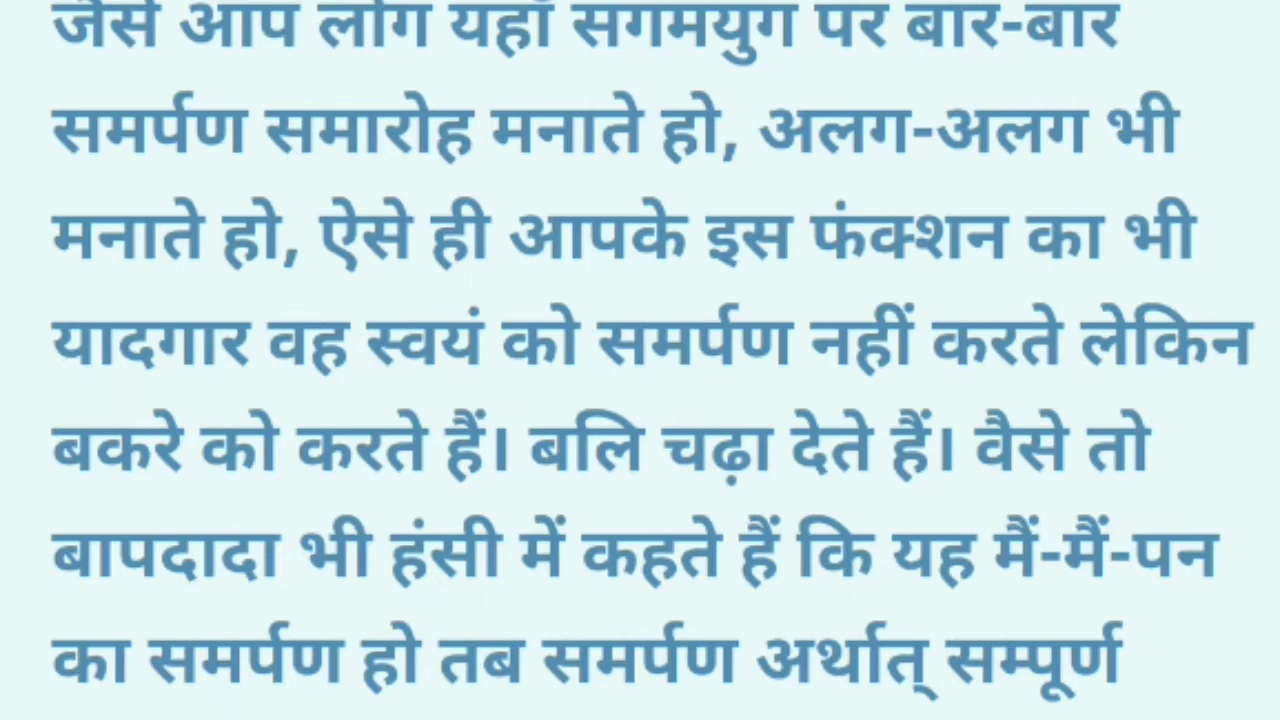 जैसे आप लोग यहाँ संगमयुग पर बार-बार
समर्पण समारोह मनाते हो, अलग-अलग भी
मनाते हो, ऐसे ही आपके इस फंक्शन का भी
यादगार वह स्वयं को समर्पण नहीं करते लेकिन
बकरे को करते हैं। बलि चढ़ा देते हैं। वैसे तो
बापदादा भी हंसी में कहते हैं कि यह मैं-मैं-पन
का समर्पण हो तब समर्पण अर्थात् सम्पूर्ण